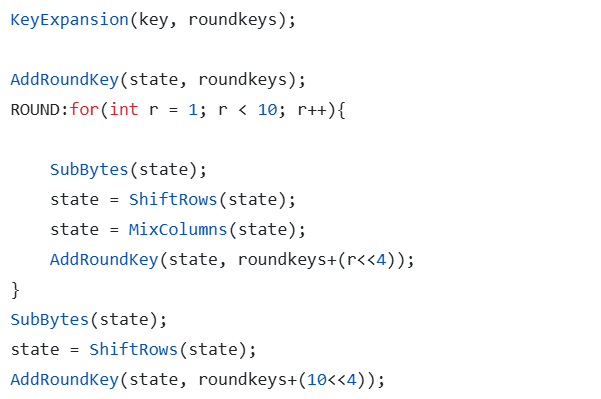 KeyExpansion(key, roundkeys);
AddRoundKey(state, roundkeys);
ROUND:for(int r = 1; r < 10; r++){
SubBytes(state);
state = ShiftRows(state);
state = MixColumns(state);
AddRoundKey(state, roundkeys+(r<<4));
}
SubBytes(state);
state = ShiftRows(state);
AddRoundKey(state, roundkeys+(10<<4));